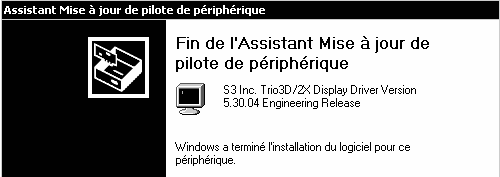 Assistant Mise à jour de pilote de périphérique
Fin de l'Assistant Mise à jour de
pilote de périphérique
S3 Inc. Trio3D/2X Display Driver Version
5.30.04 Engineering Release
Windows a terminé l'installation du logiciel pour ce
périphérique.